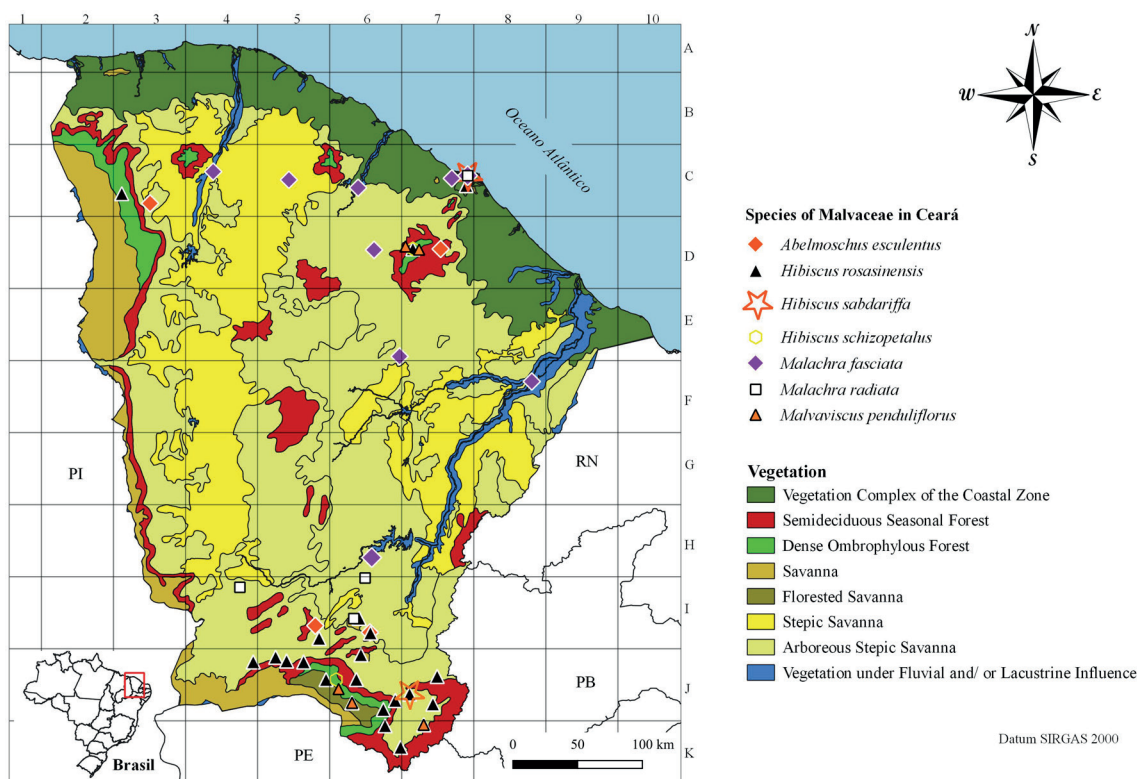 1 2 3 4 5 6 7 8 9 10
A
B
C
D
E
F
G
H
I
J
K
Oceano Atlântico
PI
RN
PB
PE
Brasil
0 50 100 km
N
W E
S
Species of Malvaceae in Ceará
Abelmoschus esculentus
Hibiscus rosasinensis
Hibiscus sabdariffa
Hibiscus schizopetalus
Malachra fasciata
Malachra radiata
Malvaviscus penduliflorus
Vegetation
Vegetation Complex of the Coastal Zone
Semideciduous Seasonal Forest
Dense Ombrophylous Forest
Savanna
Florested Savanna
Stepic Savanna
Arboreous Stepic Savanna
Vegetation under Fluvial and/ or Lacustrine Influence
Datum SIRGAS 2000